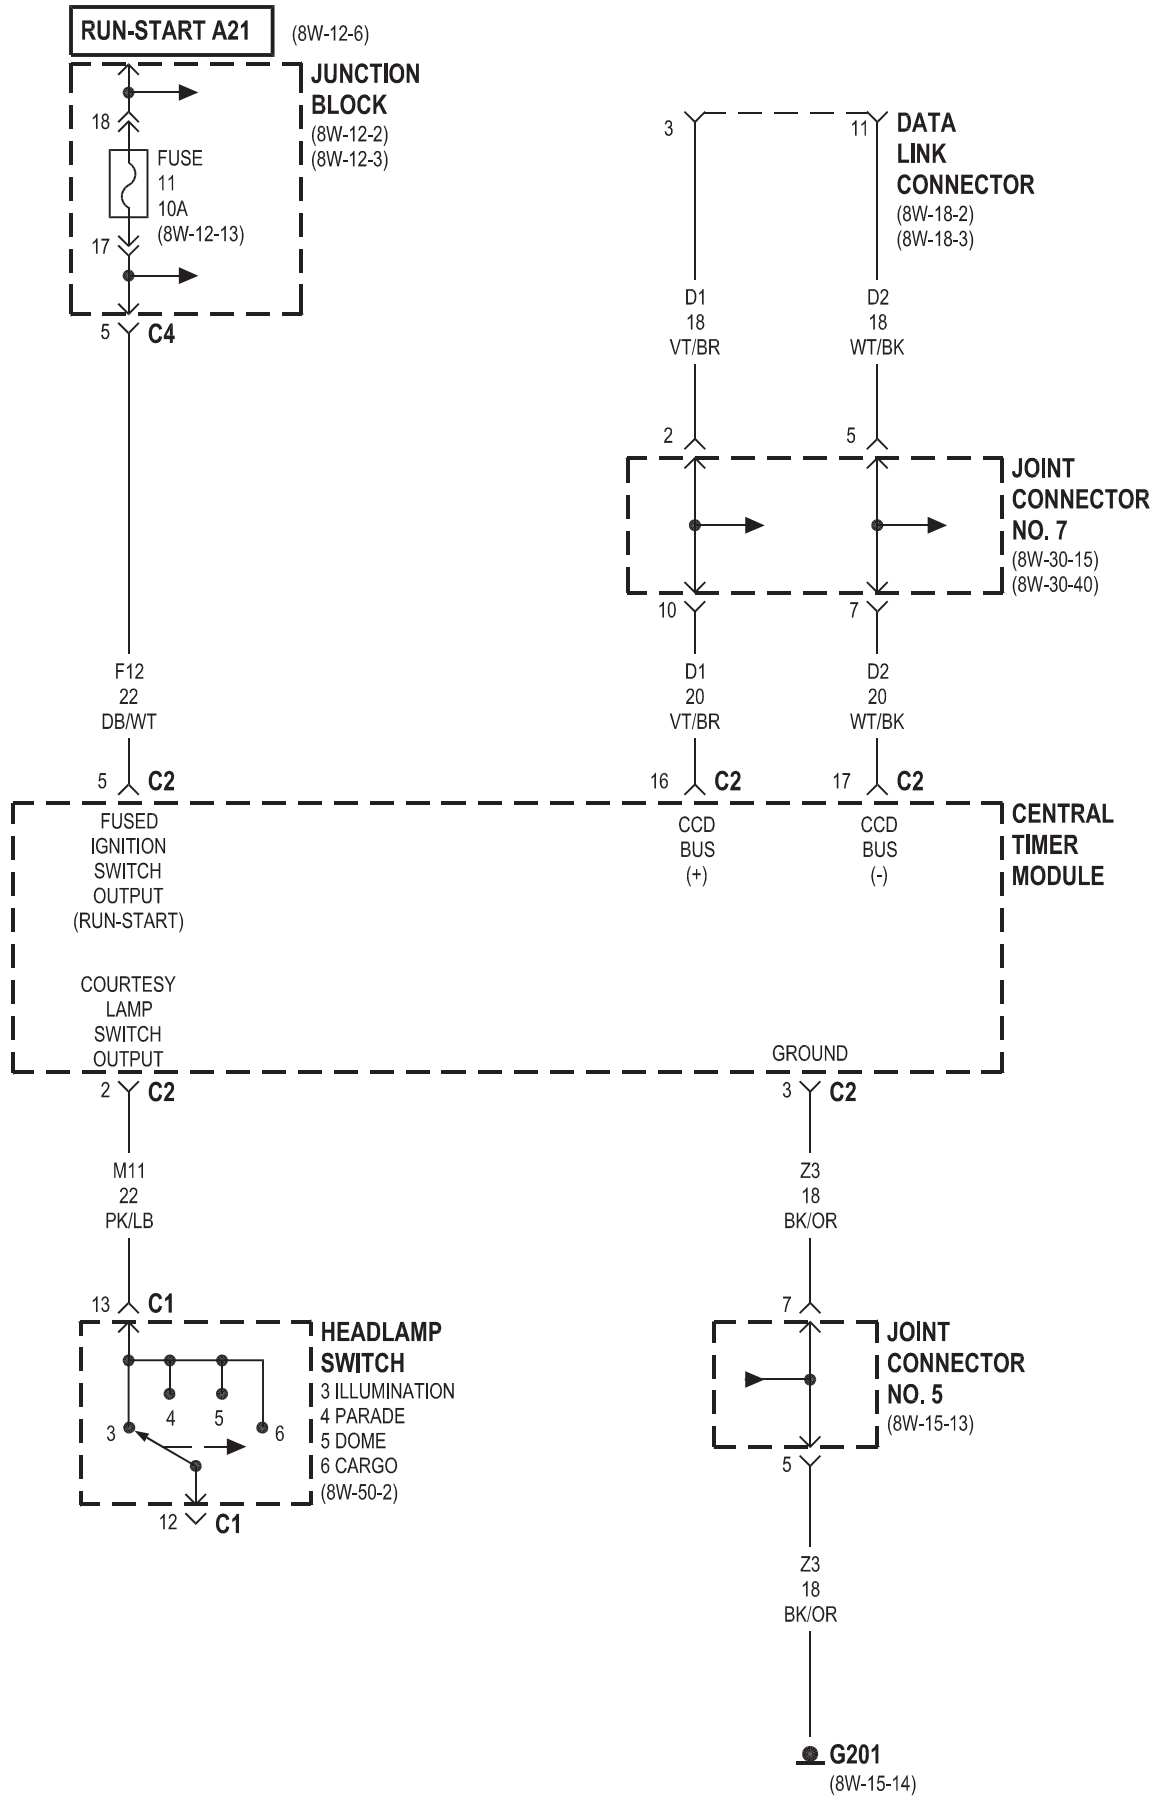 RUN-START A21
(8W-12-6)
JUNCTION
BLOCK
(8W-12-2)
(8W-12-3)
18
FUSE
11
10A
(8W-12-13)
17
5
C4
3
11
DATA
LINK
CONNECTOR
(8W-18-2)
(8W-18-3)
D1
18
VT/BR
D2
18
WT/BK
2
5
JOINT
CONNECTOR
NO. 7
(8W-30-15)
(8W-30-40)
10
7
F12
22
DB/WT
D1
20
VT/BR
D2
20
WT/BK
5
C2
16
C2
17
C2
CENTRAL
TIMER
MODULE
FUSED
IGNITION
SWITCH
OUTPUT
(RUN-START)
CCD
BUS
(+)
CCD
BUS
(-)
COURTESY
LAMP
SWITCH
OUTPUT
GROUND
2
C2
3
C2
M11
22
PK/LB
Z3
18
BK/OR
13
C1
7
HEADLAMP
SWITCH
3 ILLUMINATION
4 PARADE
5 DOME
6 CARGO
(8W-50-2)
3
4
5
6
12
C1
JOINT
CONNECTOR
NO. 5
(8W-15-13)
5
Z3
18
BK/OR
G201
(8W-15-14)